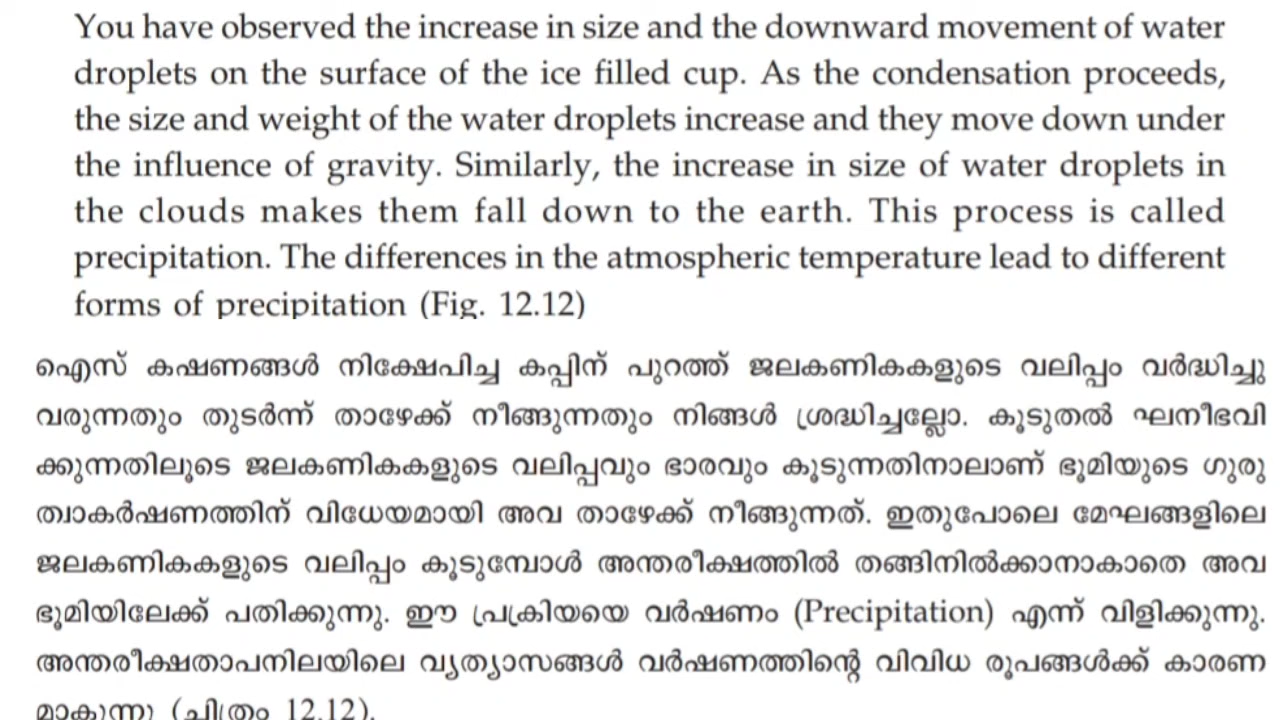 You have observed the increase in size and the downward movement of water
droplets on the surface of the ice filled cup. As the condensation proceeds,
the size and weight of the water droplets increase and they move down under
the influence of gravity. Similarly, the increase in size of water droplets in
the clouds makes them fall down to the earth. This process is called
precipitation. The differences in the atmospheric temperature lead to different
forms of precipitation (Fig. 12.12)
ഐസ് കഷണങ്ങൾ നിക്ഷേപിച്ച കപ്പിന് പുറത്ത് ജലകണികകളുടെ വലിപ്പം വർദ്ധിച്ചു
വരുന്നതും തുടർന്ന് താഴേക്ക് നീങ്ങുന്നതും നിങ്ങൾ ശ്രദ്ധിച്ചല്ലോ. കൂടുതൽ ഘനീഭവി
ക്കുന്നതിലൂടെ ജലകണികകളുടെ വലിപ്പവും ഭാരവും കൂടുന്നതിനാലാണ് ഭൂമിയുടെ ഗുരു
ത്വാകർഷണത്തിന് വിധേയമായി അവ താഴേക്ക് നീങ്ങുന്നത്. ഇതുപോലെ മേഘങ്ങളിലെ
ജലകണികകളുടെ വലിപ്പം കൂടുമ്പോൾ അന്തരീക്ഷത്തിൽ തങ്ങിനിൽക്കാനാകാതെ അവ
ഭൂമിയിലേക്ക് പതിക്കുന്നു. ഈ പ്രക്രിയയെ വർഷണം (Precipitation) എന്ന് വിളിക്കുന്നു.
അന്തരീക്ഷതാപനിലയിലെ വ്യത്യാസങ്ങൾ വർഷണത്തിന്റെ വിവിധ രൂപങ്ങൾക്ക് കാരണ
മാകുന്നു (ചിത്രം 12.12).